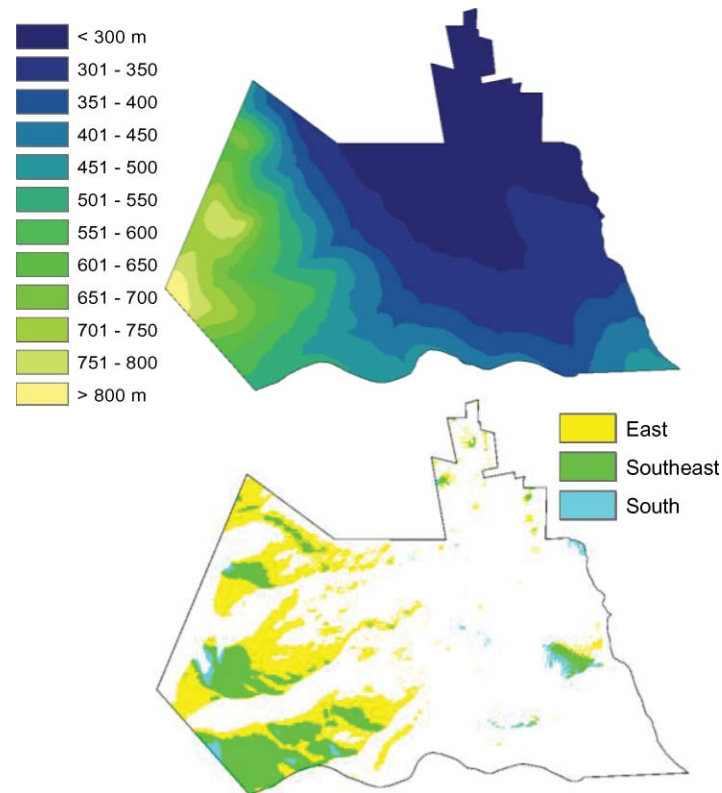 < 300 m
301 - 350
351 - 400
401 - 450
451 - 500
501 - 550
551 - 600
601 - 650
651 - 700
701 - 750
751 - 800
> 800 m
East
Southeast
South